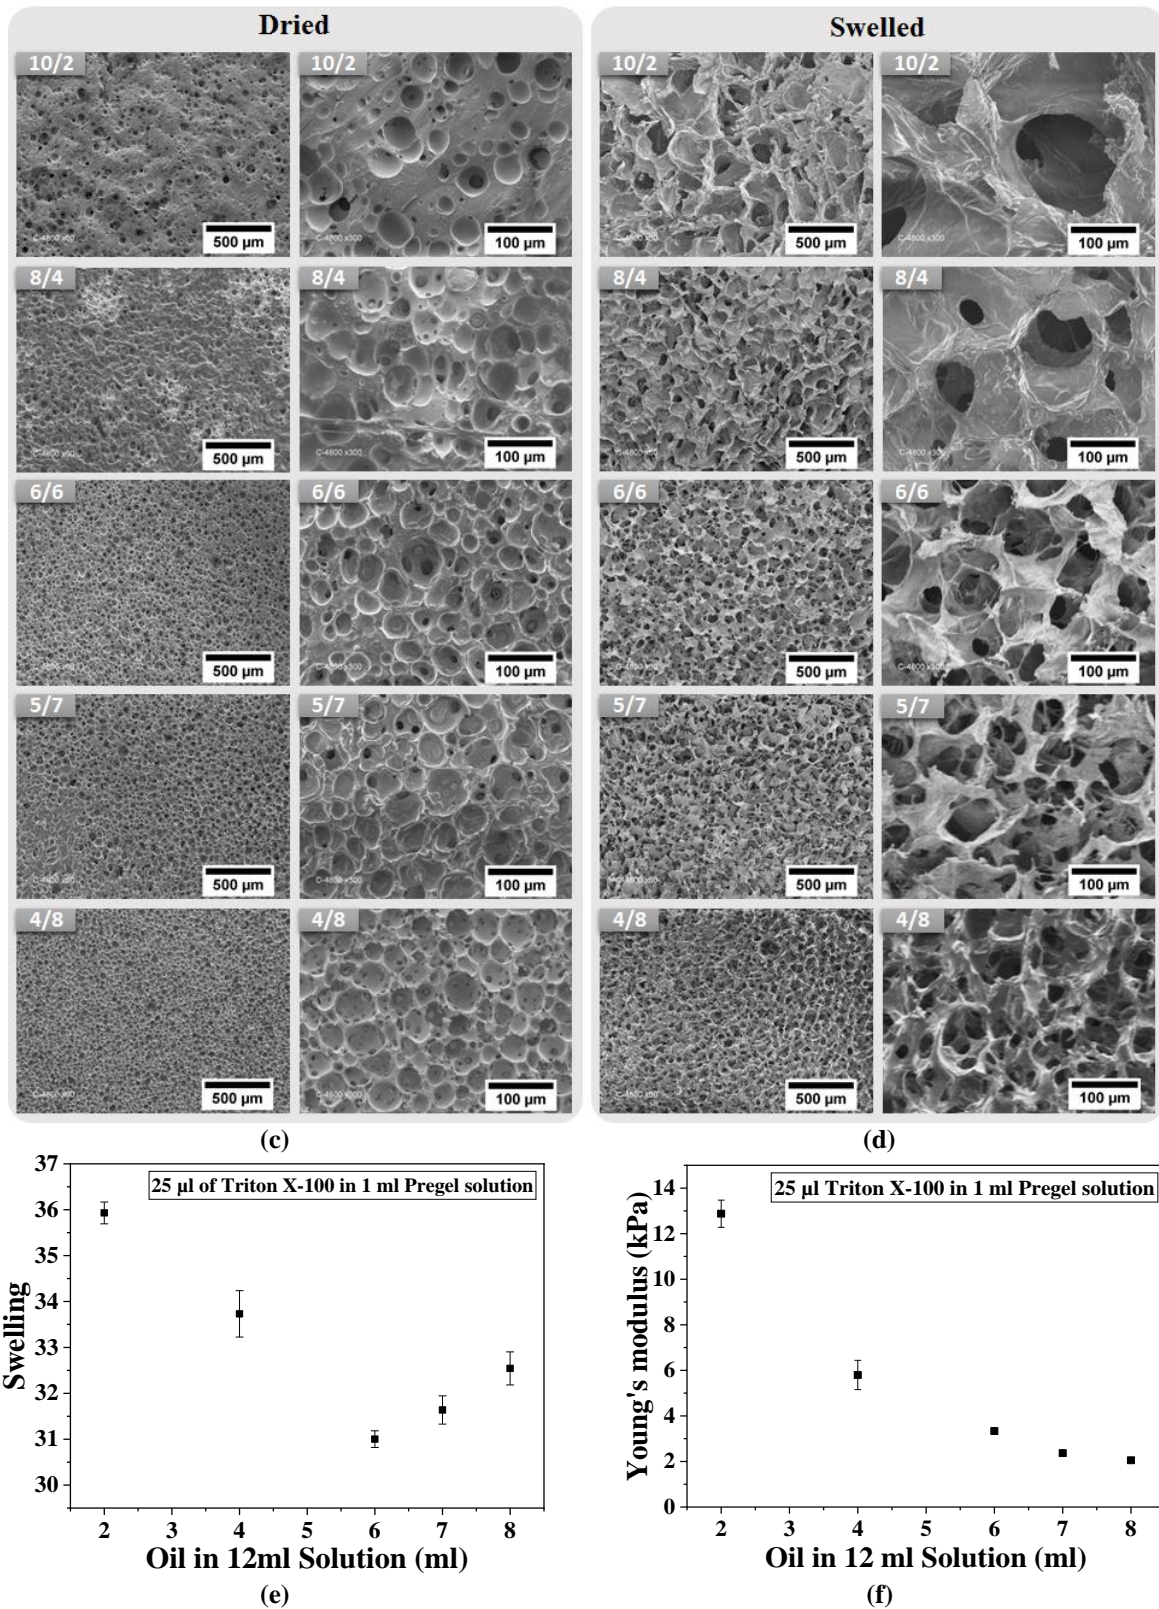 Dried
Swelled
10/2
10/2
10/2
10/2
500 µm
100 µm
500 µm
100 µm
8/4
8/4
8/4
8/4
500 µm
100 µm
500 µm
100 µm
6/6
6/6
6/6
6/6
500 µm
100 µm
500 µm
100 µm
5/7
5/7
5/7
5/7
500 µm
100 µm
500 µm
100 µm
4/8
4/8
4/8
4/8
500 µm
100 µm
500 µm
100 µm
(c)
(d)
25 µl of Triton X-100 in 1 ml Pregel solution
Swelling
37
36
35
34
33
32
31
30
2 3 4 5 6 7 8
Oil in 12ml Solution (ml)
(e)
25 µl Triton X-100 in 1 ml Pregel solution
Young's modulus (kPa)
14
12
10
8
6
4
2
0
2 3 4 5 6 7 8
Oil in 12 ml Solution (ml)
(f)